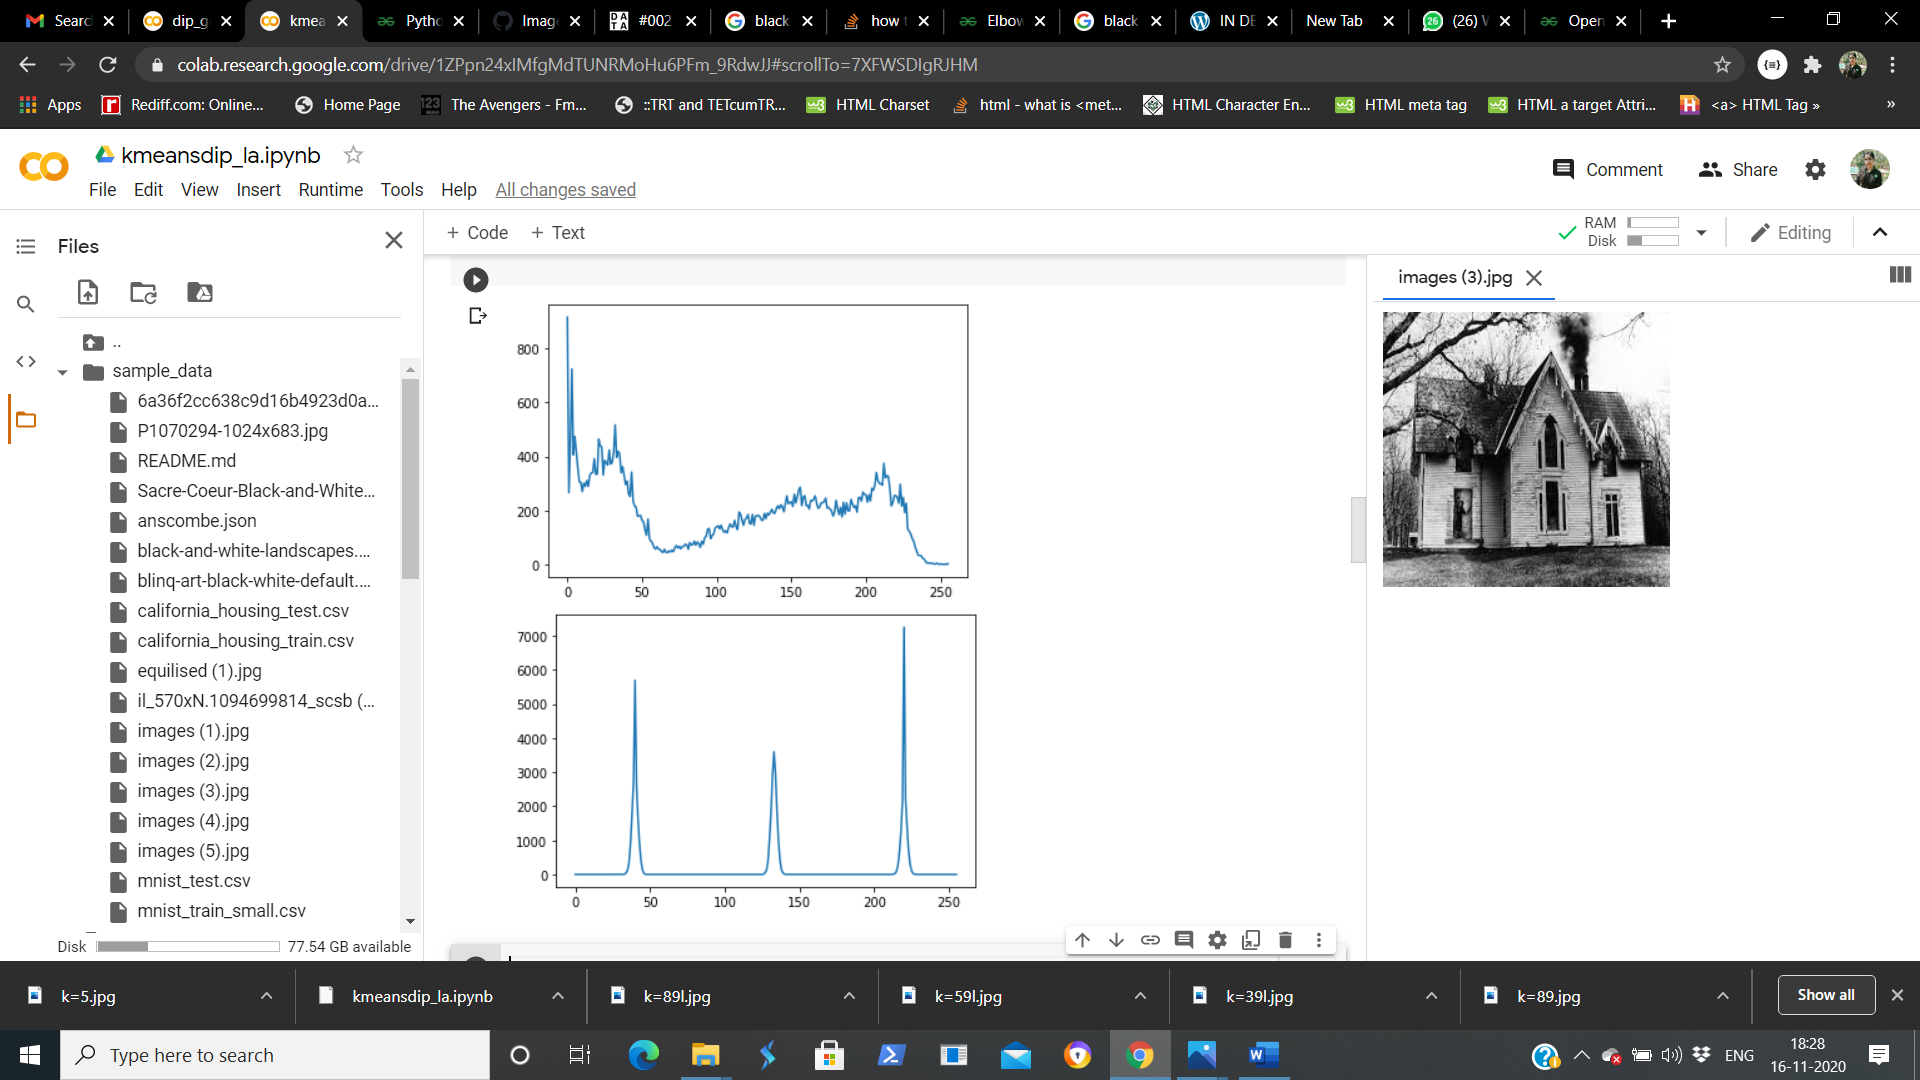 Searc
dip_g
kmea
Pytho
Imag
#002
black
how t
Elbow
black
IN DE
New Tab
(26) W
Open
colab.research.google.com/drive/1ZPpn24xIMfgMdTUNRMoHu6PFm_9RdwJJ#scrollTo=7XFWSDIgRJHM
Apps
Rediff.com: Online...
Home Page
The Avengers - Fm...
::TRT and TETcumTR...
HTML Charset
html - what is <met...
HTML Character En...
HTML meta tag
HTML a target Attri...
<a> HTML Tag »
»
kmeansdip_la.ipynb
File Edit View Insert Runtime Tools Help All changes saved
Comment
Share
Files
+ Code + Text
RAM
Disk
Editing
..
sample_data
6a36f2cc638c9d16b4923d0a...
P1070294-1024x683.jpg
README.md
Sacre-Coeur-Black-and-White...
anscombe.json
black-and-white-landscapes....
blinq-art-black-white-default....
california_housing_test.csv
california_housing_train.csv
equilised (1).jpg
il_570xN.1094699814_scsb (...
images (1).jpg
images (2).jpg
images (3).jpg
images (4).jpg
images (5).jpg
mnist_test.csv
mnist_train_small.csv
Disk 77.54 GB available
800
600
400
200
0
0 50 100 150 200 250
7000
6000
5000
4000
3000
2000
1000
0
0 50 100 150 200 250
images (3).jpg
k=5.jpg
kmeansdip_la.ipynb
k=89l.jpg
k=59l.jpg
k=39l.jpg
k=89.jpg
Show all
Type here to search
ENG
18:28
16-11-2020